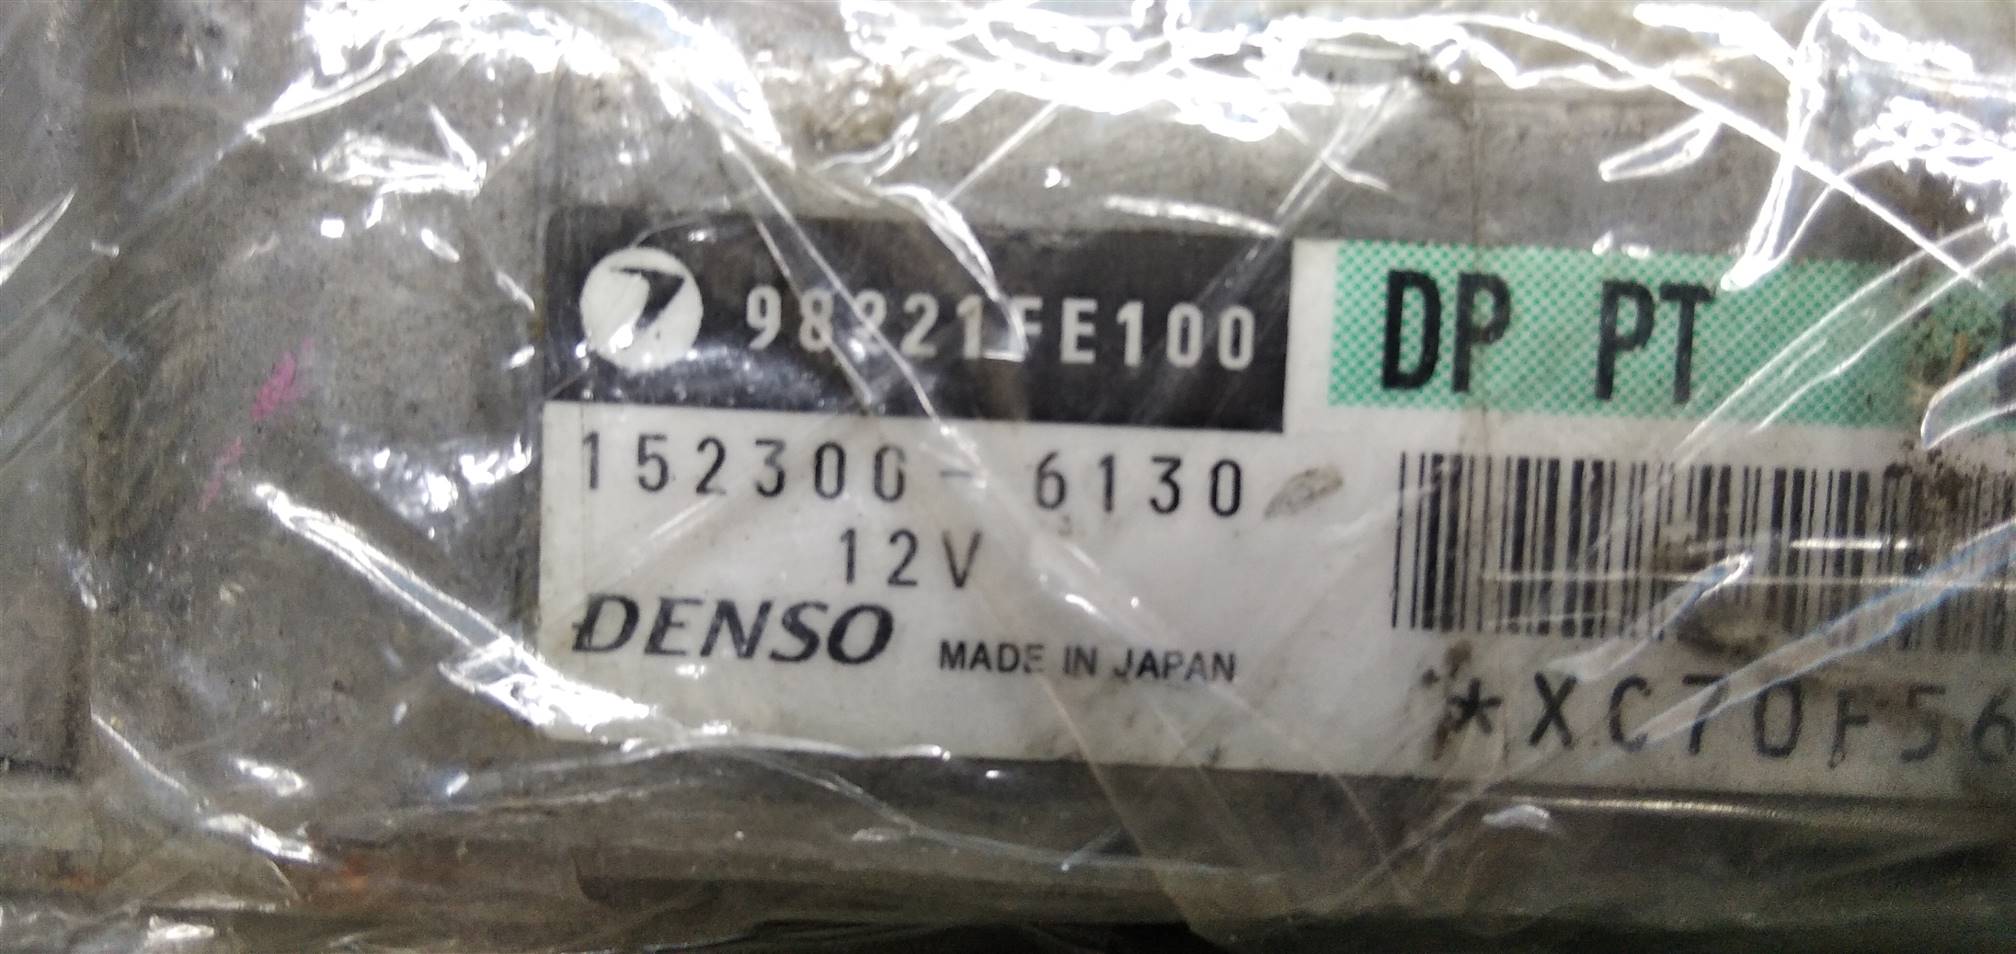 98221FE100
DP PT
152300-6130
12V
DENSO MADE IN JAPAN
*XC70F56